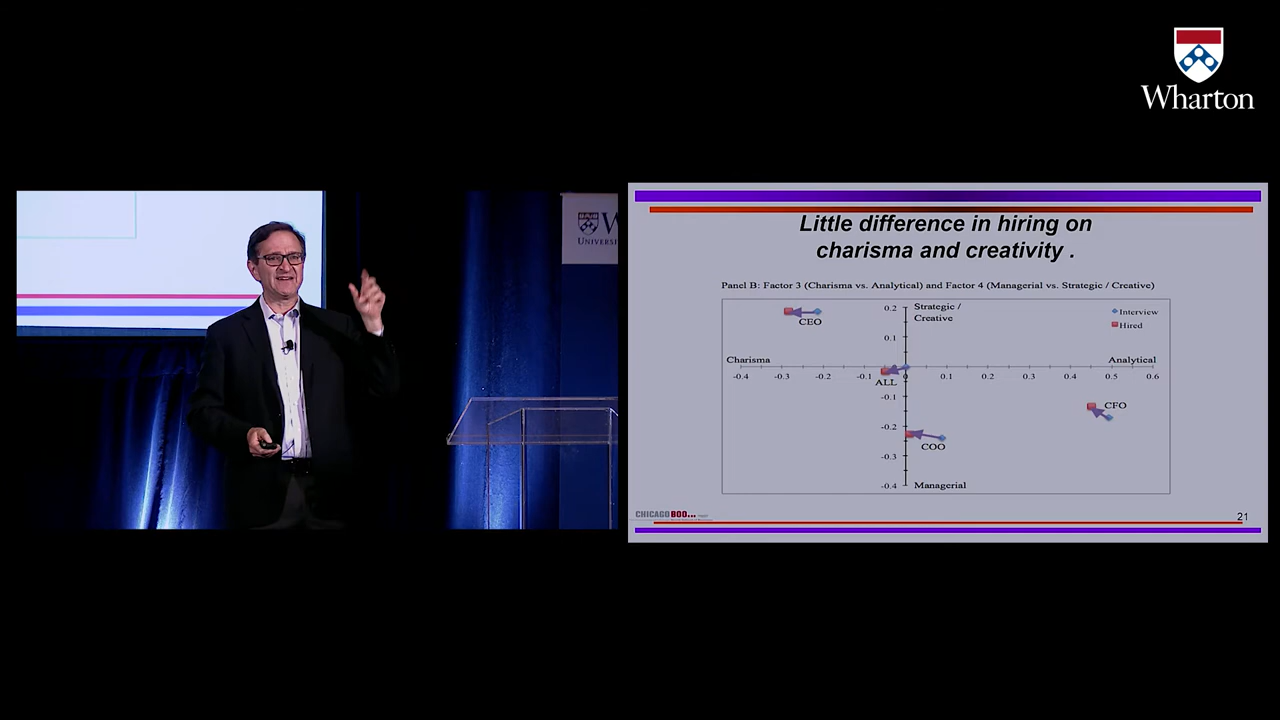 Wharton
W
UNIVERSI
Little difference in hiring on
charisma and creativity .
Panel B: Factor 3 (Charisma vs. Analytical) and Factor 4 (Managerial vs. Strategic / Creative)
0.2
Strategic /
Creative
Interview
Hired
CEO
0.1
Charisma
Analytical
-0.4 -0.3 -0.2 -0.1 0 0.1 0.2 0.3 0.4 0.5 0.6
ALL
-0.1
CFO
-0.2
COO
-0.3
-0.4
Managerial
CHICAGO BOO...
21